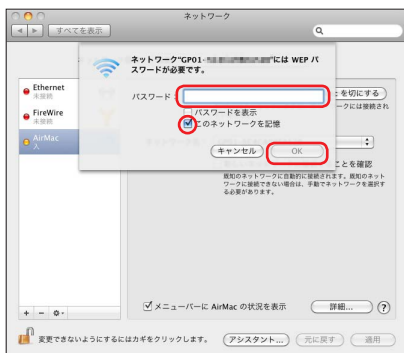 ネットワーク
すべてを表示
ネットワーク"GP01-
"には WEP パ
スワードが必要です。
パスワード：
パスワードを表示
このネットワークを記憶
キャンセル
OK
Ethernet
未接続
FireWire
未接続
AirMac
入
を切にする
ークには接続され
ことを確認
既知のネットワークに自動的に接続されます。既知のネット
ワークに接続できない場合は、手動でネットワークを選択す
る必要があります。
メニューバーに AirMac の状況を表示
詳細...
?
変更できないようにするにはカギをクリックします。
アシスタント...
元に戻す
適用